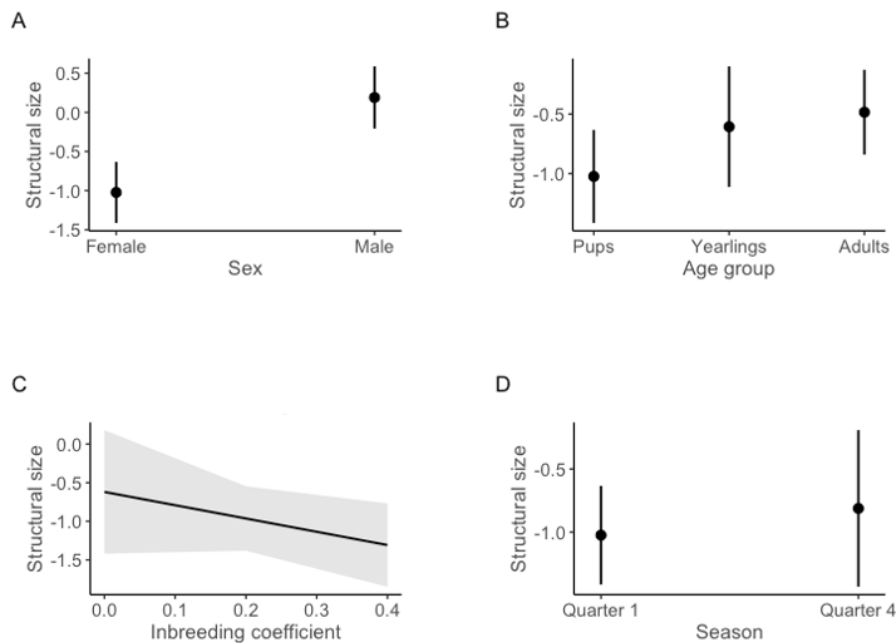 A
Structural size
0.5
0.0
-0.5
-1.0
-1.5
Female
Male
Sex
B
Structural size
-0.5
-1.0
Pups
Yearlings
Adults
Age group
C
Structural size
0.0
-0.5
-1.0
-1.5
0.0
0.1
0.2
0.3
0.4
Inbreeding coefficient
D
Structural size
-0.5
-1.0
Quarter 1
Quarter 4
Season